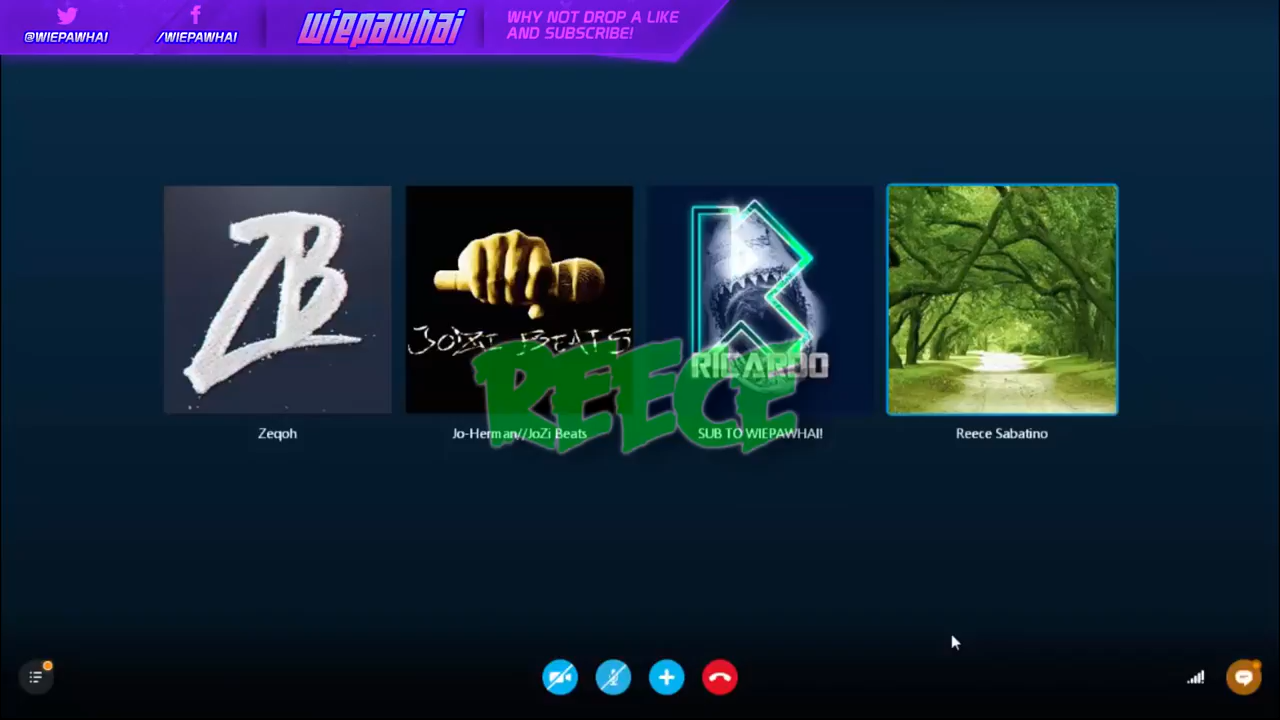 @WIEPAWHAI
/WIEPAWHAI
wiepawhai
WHY NOT DROP A LIKE
AND SUBSCRIBE!
ZB
JoZi BEATS
RICARDO
REECE
Zeqoh
Jo-Herman//JoZi Beats
SUB TO WIEPAWHAI!
Reece Sabatino